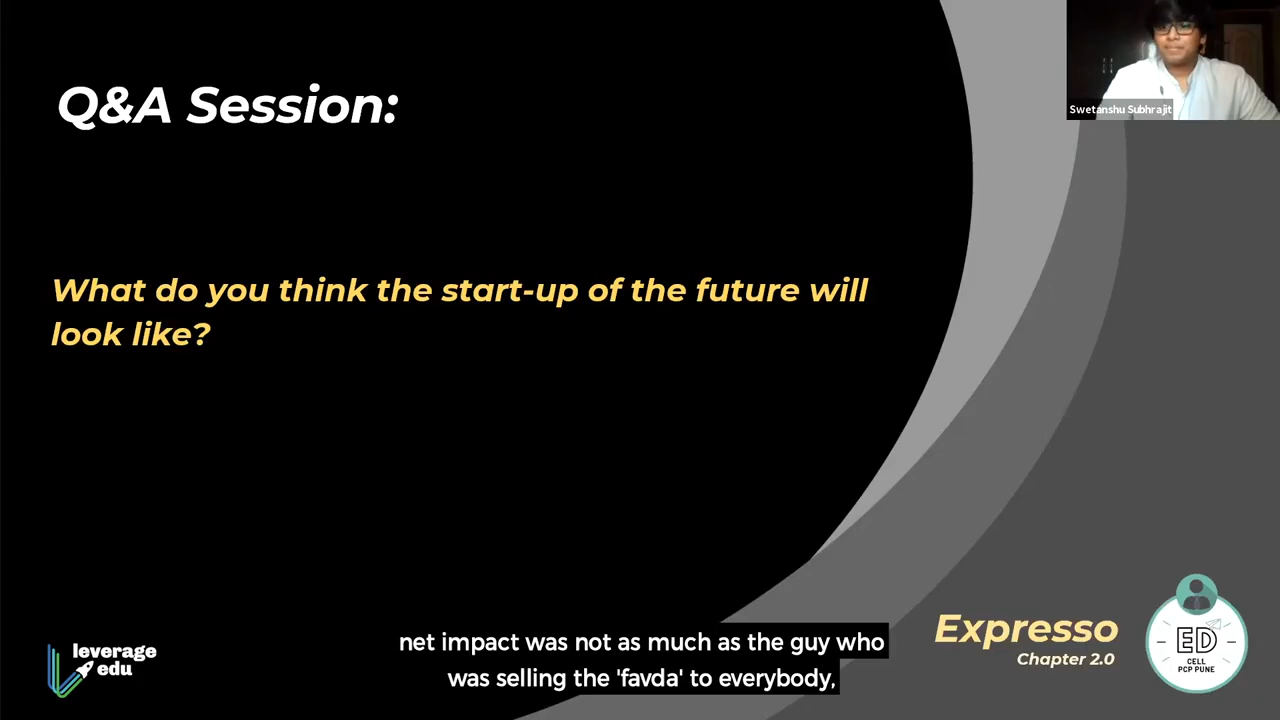 Q&A Session:
Swetanshu Subhrajit
What do you think the start-up of the future will
look like?
net impact was not as much as the guy who
was selling the 'favda' to everybody,
leverage
edu
Expresso
Chapter 2.0
ED
CELL
PCP PUNE